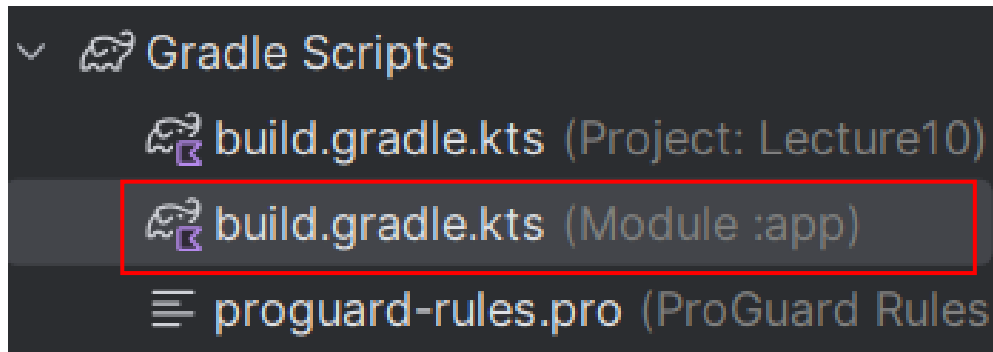 Gradle Scripts
build.gradle.kts (Project: Lecture10)
build.gradle.kts (Module :app)
proguard-rules.pro (ProGuard Rules